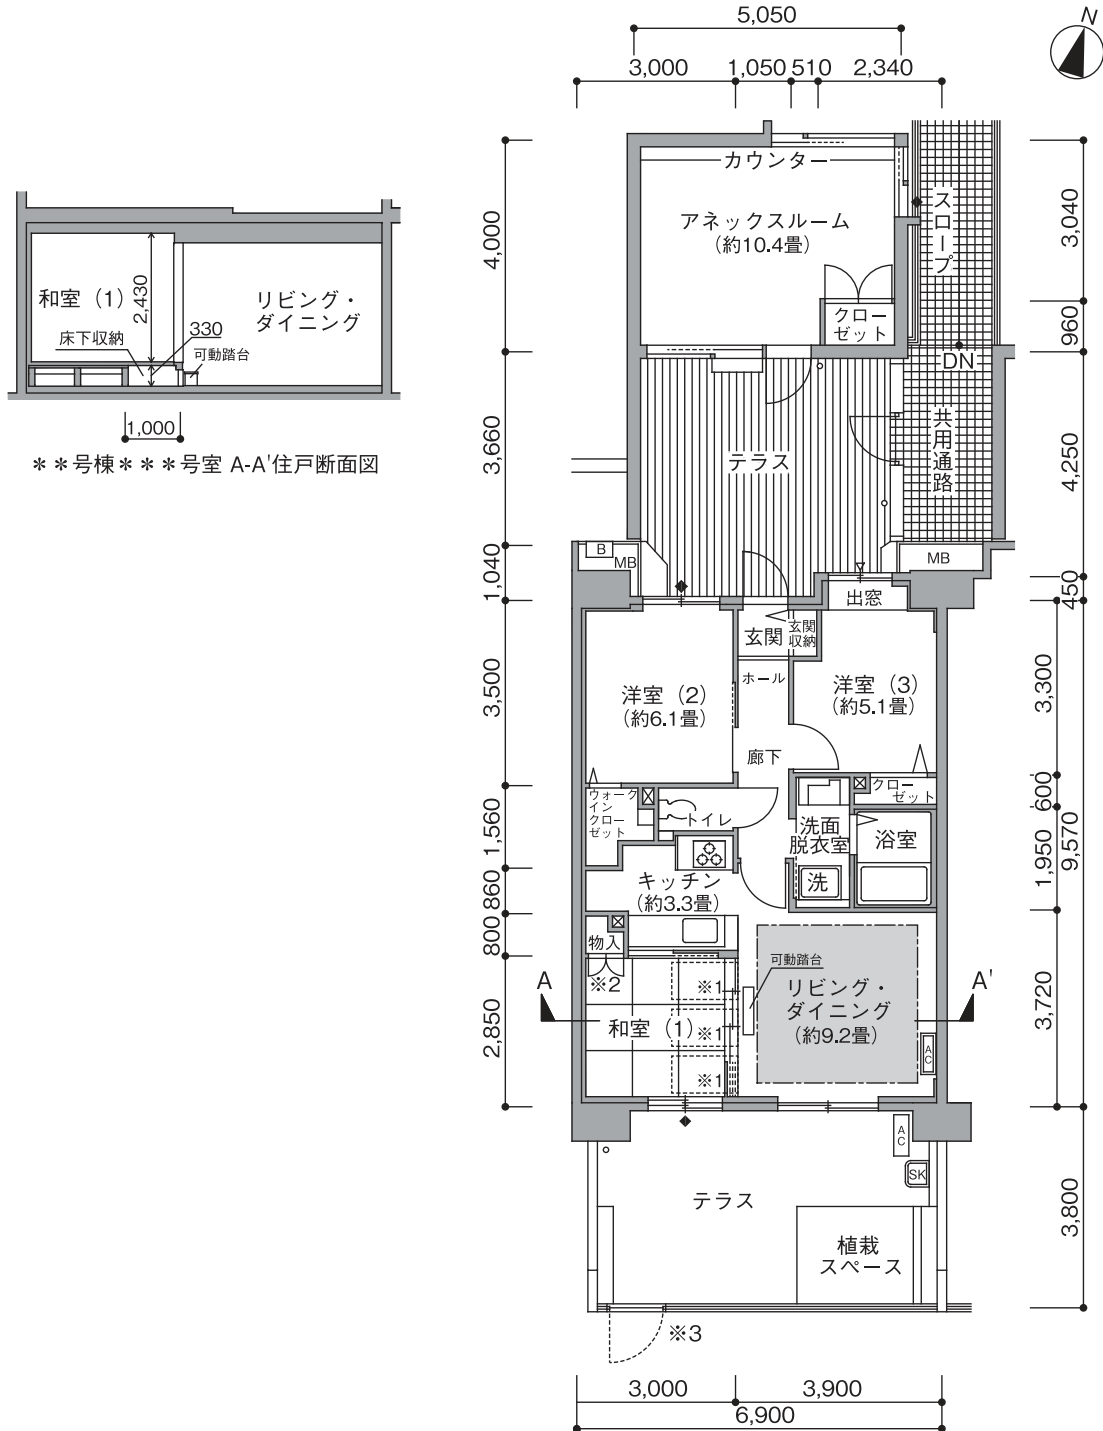 5,050
N
3,000
1,050
510
2,340
4,000
3,660
1,040
3,500
1,560
860
800
2,850
3,040
960
4,250
450
3,300
600
1,950
9,570
3,720
3,800
カウンター
アネックスルーム
(約10.4畳)
クロー
ゼット
スロープ
DN
共用通路
テラス
B
MB
MB
出窓
玄関
玄関
収納
ホール
洋室 (2)
(約6.1畳)
洋室 (3)
(約5.1畳)
廊下
ウォーク
イン
クロー
ゼット
トイレ
クロー
ゼット
洗面
脱衣室
浴室
洗
キッチン
(約3.3畳)
物入
※2
可動踏台
リビング・
ダイニング
(約9.2畳)
和室 (1)
※1
※1
※1
A
A'
AC
AC
SK
テラス
植栽
スペース
※3
3,000
3,900
6,900
和室 (1)
2,430
リビング・
ダイニング
床下収納
330
可動踏台
1,000
**号棟***号室 A-A'住戸断面図